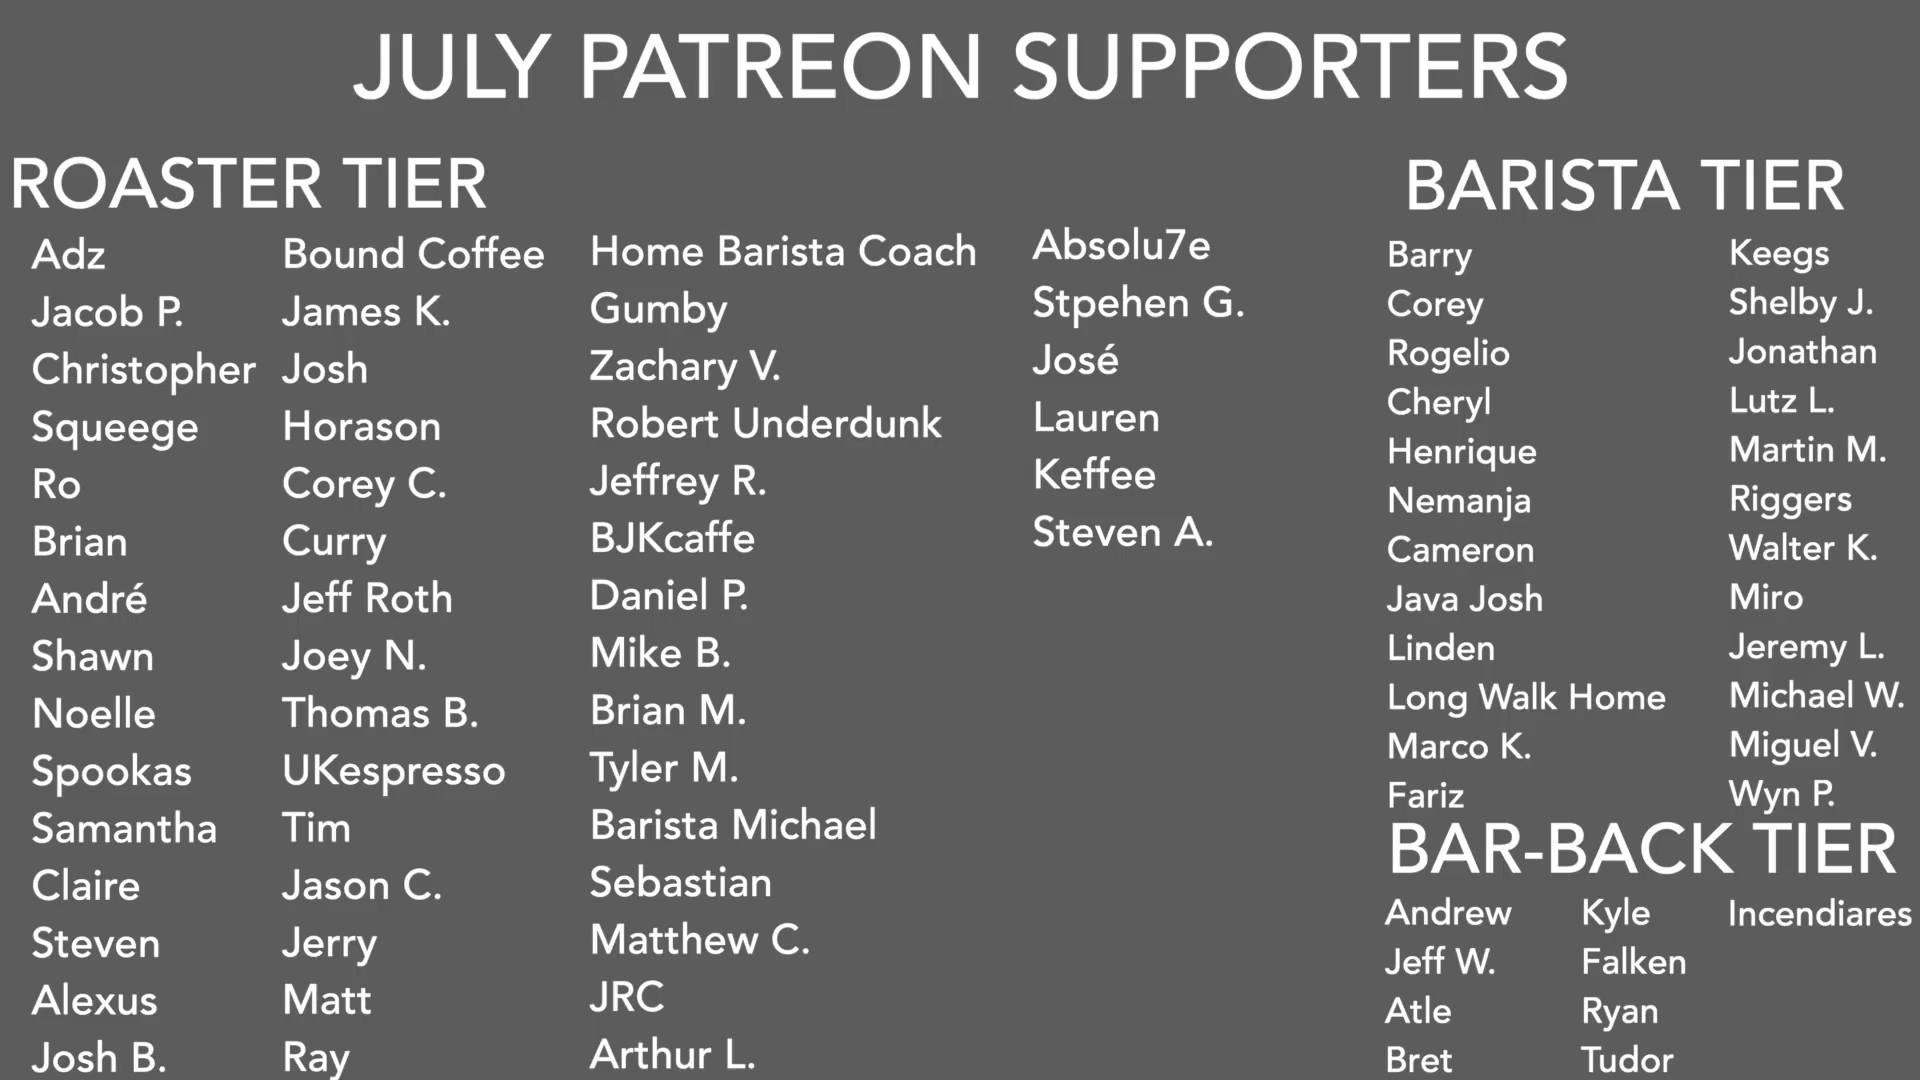 JULY PATREON SUPPORTERS
ROASTER TIER
Adz
Jacob P.
Christopher
Squeege
Ro
Brian
André
Shawn
Noelle
Spookas
Samantha
Claire
Steven
Alexus
Josh B.
Bound Coffee
James K.
Josh
Horason
Corey C.
Curry
Jeff Roth
Joey N.
Thomas B.
UKespresso
Tim
Jason C.
Jerry
Matt
Ray
Home Barista Coach
Gumby
Zachary V.
Robert Underdunk
Jeffrey R.
BJKcaffe
Daniel P.
Mike B.
Brian M.
Tyler M.
Barista Michael
Sebastian
Matthew C.
JRC
Arthur L.
Absolu7e
Stpehen G.
José
Lauren
Keffee
Steven A.
BARISTA TIER
Barry
Corey
Rogelio
Cheryl
Henrique
Nemanja
Cameron
Java Josh
Linden
Long Walk Home
Marco K.
Fariz
Keegs
Shelby J.
Jonathan
Lutz L.
Martin M.
Riggers
Walter K.
Miro
Jeremy L.
Michael W.
Miguel V.
Wyn P.
BAR-BACK TIER
Andrew
Jeff W.
Atle
Bret
Kyle
Falken
Ryan
Tudor
Incendiares